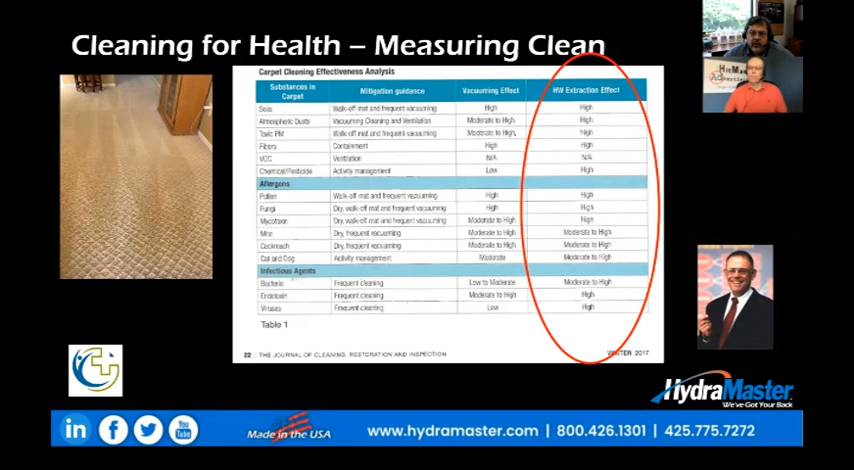 Cleaning for Health – Measuring Clean
Carpet Cleaning Effectiveness Analysis
Substances in Carpet Mitigation guidance Vacuuming Effect HW Extraction Effect
Soils Walk-off mat and frequent vacuuming High High
Atmospheric Dusts Vacuuming Cleaning and Ventilation Moderate to High High
Toxic PM Walk-off mat and frequent vacuuming Moderate to High, High
Fibers Containment High High
VOC Ventilation N/A N/A
Chemical/Pesticide Activity management Low High
Allergens
Pollen Walk-off mat and frequent vacuuming High High
Fungi Dry, walk-off mat and frequent vacuuming High High
Mycotoxin Dry, walk-off mat and frequent vacuuming Moderate to High High
Mite Dry, frequent vacuuming Moderate to High Moderate to High
Cockroach Dry, frequent vacuuming Moderate to High Moderate to High
Cat and Dog Activity management Moderate Moderate to High
Infectious Agents
Bacteria Frequent cleaning Low to Moderate Moderate to High
Endotoxin Frequent cleaning Moderate to High High
Viruses Frequent cleaning Low High
Table 1
22 | THE JOURNAL OF CLEANING, RESTORATION AND INSPECTION WINTER 2017
HydraMaster
We've Got Your Back
in f You Tube Made in the USA www.hydramaster.com | 800.426.1301 | 425.775.7272